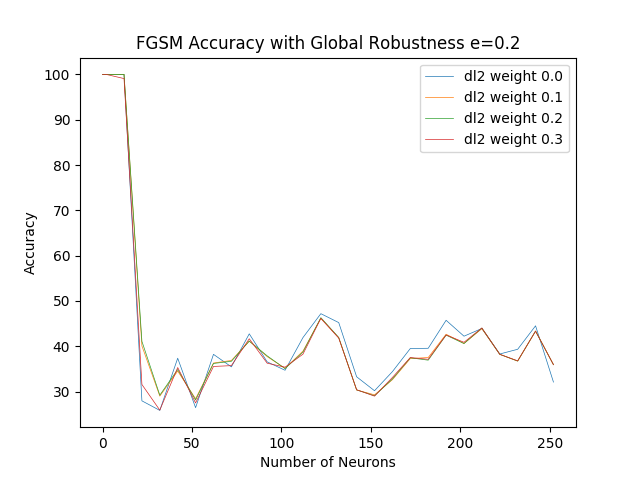 FGSM Accuracy with Global Robustness e=0.2
dl2 weight 0.0
dl2 weight 0.1
dl2 weight 0.2
dl2 weight 0.3
100
90
80
70
60
50
40
30
Accuracy
0
50
100
150
200
250
Number of Neurons